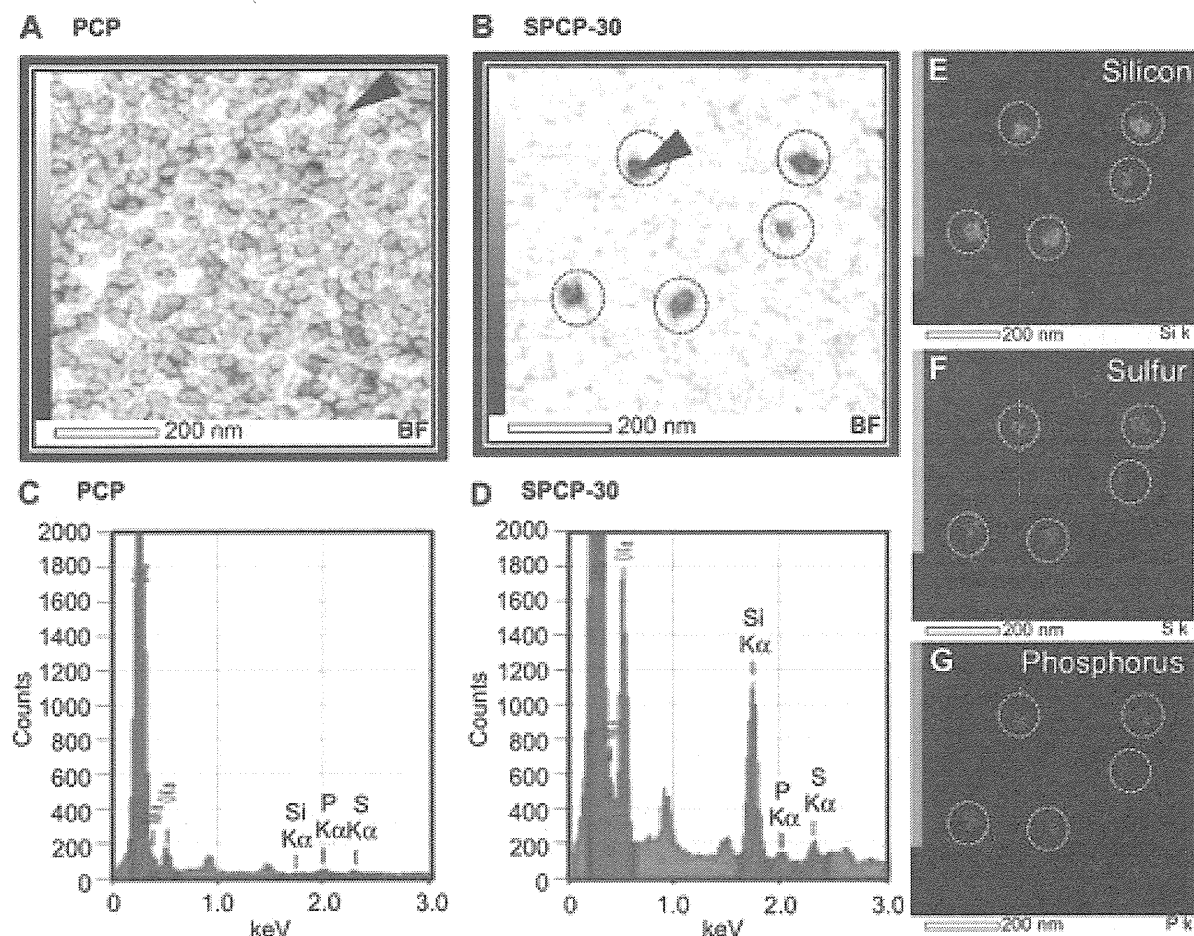 A PCP
B SPCP-30
200 nm BF
200 nm BF
E Silicon
200 nm Si k
F Sulfur
200 nm S k
G Phosphorus
200 nm P k
C PCP
2000
1800
1600
1400
1200
1000
800
600
400
200
0
Counts
Si Kα
P Kα
S Kα
0 1.0 2.0 3.0
keV
D SPCP-30
2000
1800
1600
1400
1200
1000
800
600
400
200
0
Counts
Si Kα
P Kα
S Kα
0 1.0 2.0 3.0
keV